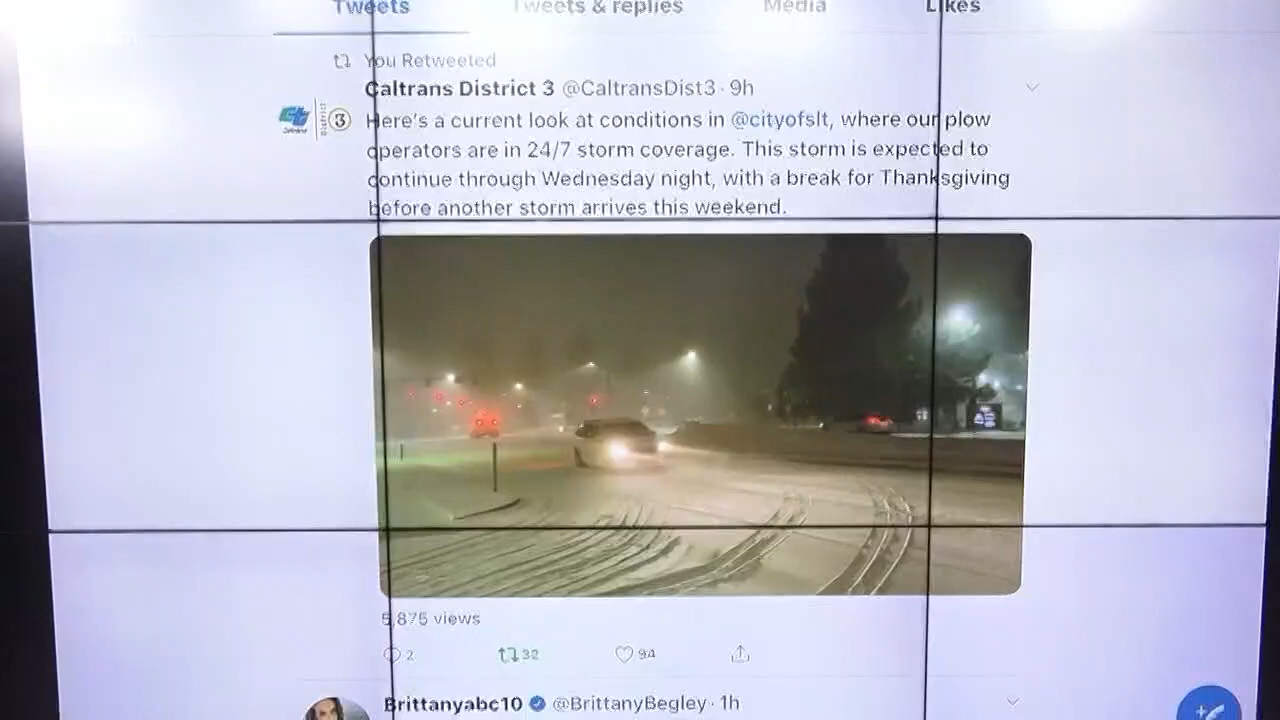 Tweets Tweets & replies Media Likes
You Retweeted
Caltrans District 3 @CaltransDist3 · 9h
Here's a current look at conditions in @cityofslt, where our plow
operators are in 24/7 storm coverage. This storm is expected to
continue through Wednesday night, with a break for Thanksgiving
before another storm arrives this weekend.
5,875 views
2 32 94
Brittanyabc10 @BrittanyBegley · 1h